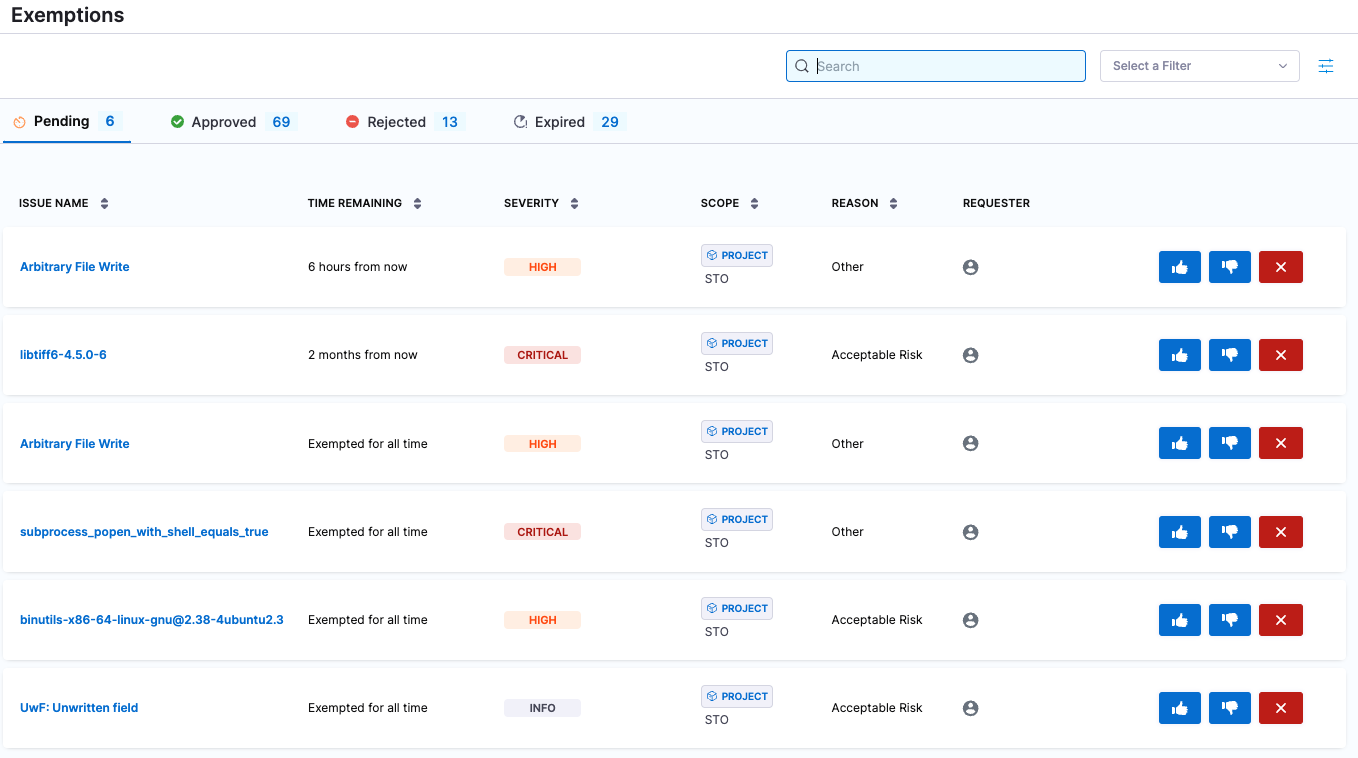 Exemptions
Search
Select a Filter
Pending 6 Approved 69 Rejected 13 Expired 29
ISSUE NAME TIME REMAINING SEVERITY SCOPE REASON REQUESTER
Arbitrary File Write 6 hours from now HIGH PROJECT STO Other
libtiff6-4.5.0-6 2 months from now CRITICAL PROJECT STO Acceptable Risk
Arbitrary File Write Exempted for all time HIGH PROJECT STO Other
subprocess_popen_with_shell_equals_true Exempted for all time CRITICAL PROJECT STO Other
binutils-x86-64-linux-gnu@2.38-4ubuntu2.3 Exempted for all time HIGH PROJECT STO Acceptable Risk
UwF: Unwritten field Exempted for all time INFO PROJECT STO Acceptable Risk